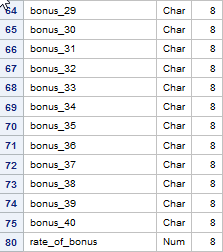 64 bonus_29 Char 8
65 bonus_30 Char 8
66 bonus_31 Char 8
67 bonus_32 Char 8
68 bonus_33 Char 8
69 bonus_34 Char 8
70 bonus_35 Char 8
71 bonus_36 Char 8
72 bonus_37 Char 8
73 bonus_38 Char 8
74 bonus_39 Char 8
75 bonus_40 Char 8
80 rate_of_bonus Num 8